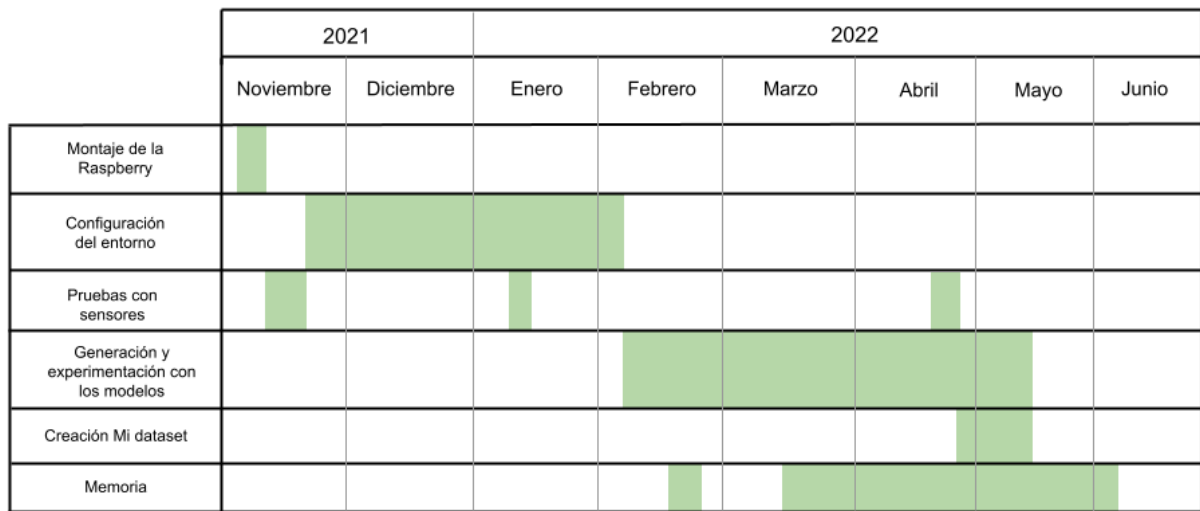 2021
2022
Noviembre
Diciembre
Enero
Febrero
Marzo
Abril
Mayo
Junio
Montaje de la
Raspberry
Configuración
del entorno
Pruebas con
sensores
Generación y
experimentación con
los modelos
Creación Mi dataset
Memoria